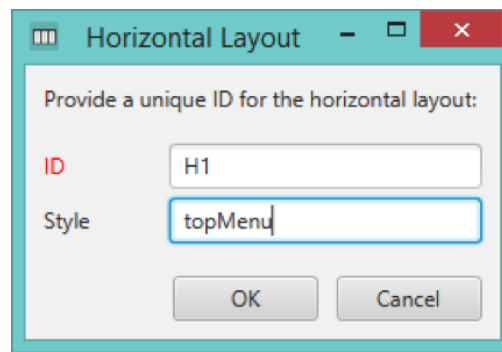 Horizontal Layout
Provide a unique ID for the horizontal layout:
ID H1
Style topMenu
OK Cancel